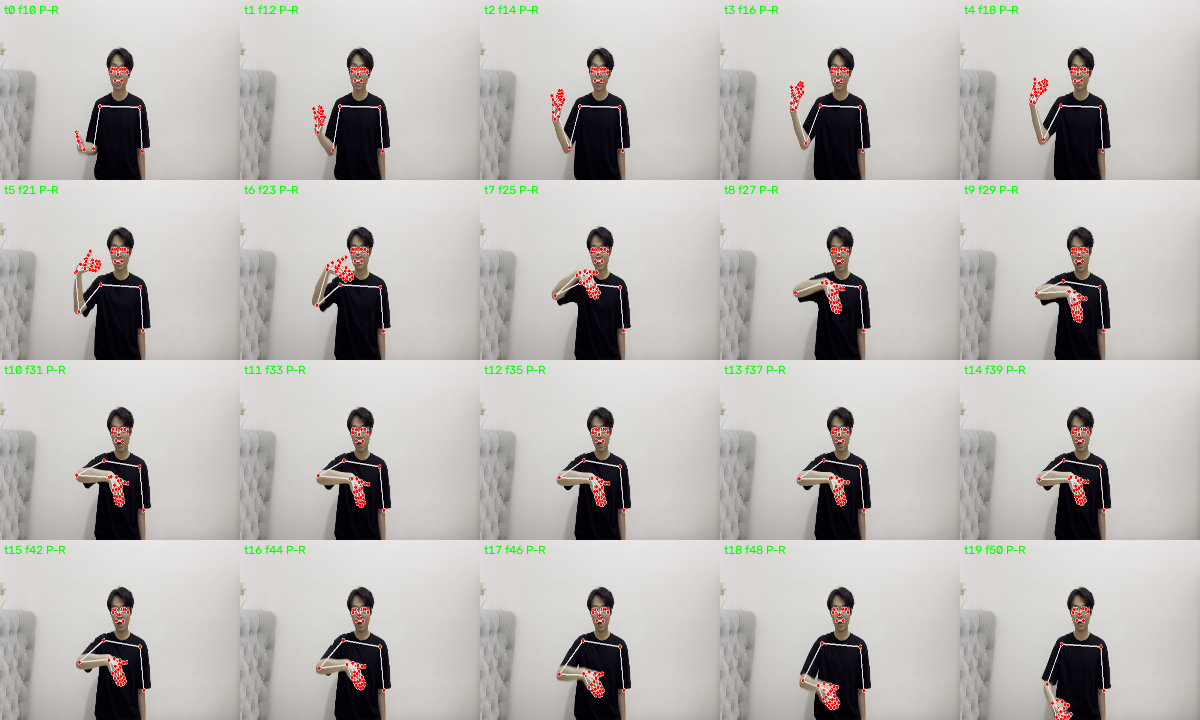 t0 f10 P-R
t1 f12 P-R
t2 f14 P-R
t3 f16 P-R
t4 f18 P-R
t5 f21 P-R
t6 f23 P-R
t7 f25 P-R
t8 f27 P-R
t9 f29 P-R
t10 f31 P-R
t11 f33 P-R
t12 f35 P-R
t13 f37 P-R
t14 f39 P-R
t15 f42 P-R
t16 f44 P-R
t17 f46 P-R
t18 f48 P-R
t19 f50 P-R